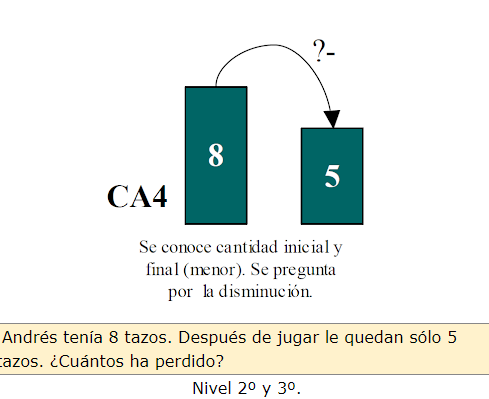 ?-
8
5
CA4
Se conoce cantidad inicial y
final (menor). Se pregunta
por la disminución.
Andrés tenía 8 tazos. Después de jugar le quedan sólo 5
tazos. ¿Cuántos ha perdido?
Nivel 2º y 3º.